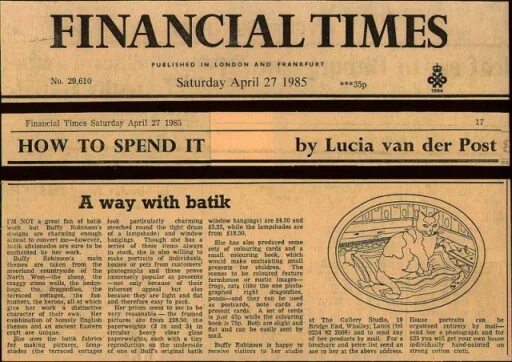 FINANCIAL TIMES
PUBLISHED IN LONDON AND FRANKFURT
No. 29,610
Saturday April 27 1985
***35p
1984
Financial Times Saturday April 27 1985
17
HOW TO SPEND IT
by Lucia van der Post
A way with batik
I'M NOT a great fan of batik
work but Buffy Robinson's
designs are charming enough
almost to convert me—however,
batik aficionados are sure to be
enchanted by her work.
Buffy Robinson's main
themes are taken from the
moorland countryside of the
North West—the sheep, the
craggy stone walls, the hedge-
hogs, the dragonflies, the
terraced cottages, the fox-
hunters, the herons, all of which
give her work a distinctive
character of their own. Her
combination of homely English
themes and an ancient Eastern
craft are unique.
She uses the batik fabrics
for making pictures, lamp-
shades (the terraced cottages
look particularly charming
stretched round the tight drum
of a lampshade) and window
hangings. Though she has a
series of these items always
in stock, she is also willing to
make portraits of individuals,
houses or pets from customers'
photographs and these prove
immensely popular as presents
—not only because of their
inherent appeal but also
because they are light and flat
and therefore easy to pack.
Her prices seem to me to be
very reasonable — the framed
pictures are from £28.50, the
paperweights (3 in and 3¼ in
circular heavy clear glass
paperweights, each with a tiny
reproduction on the underside
of one of Buff's original batik
window hangings) are £4.50 and
£5.25, while the lampshades are
from £18.50.
She has also produced some
sets of colouring cards and a
small colouring book, which
would make enchanting small
presents for children. The
scenes to be coloured feature
farmhouse or rustic images—
frogs, cats (like the one photo-
graphed right) dragonflies,
ponies—and they can be used
as postcards, note cards or
present cards. A set of cards
is just 45p while the colouring
book is 75p. Both are slight and
flat and can be easily sent by
mail.
Buffy Robinson is happy to
receive visitors to her studio
at The Gallery Studio, 19
Bridge End, Whalley, Lancs (tel
and to send any
of her products by mail. For a
brochure and price list send an
sae to her at the above address.
House portraits can be
organised entirely by mail—
send her a photograph and for
£25 you will get your own house
individually hand-painted on
strong cotton cloth.